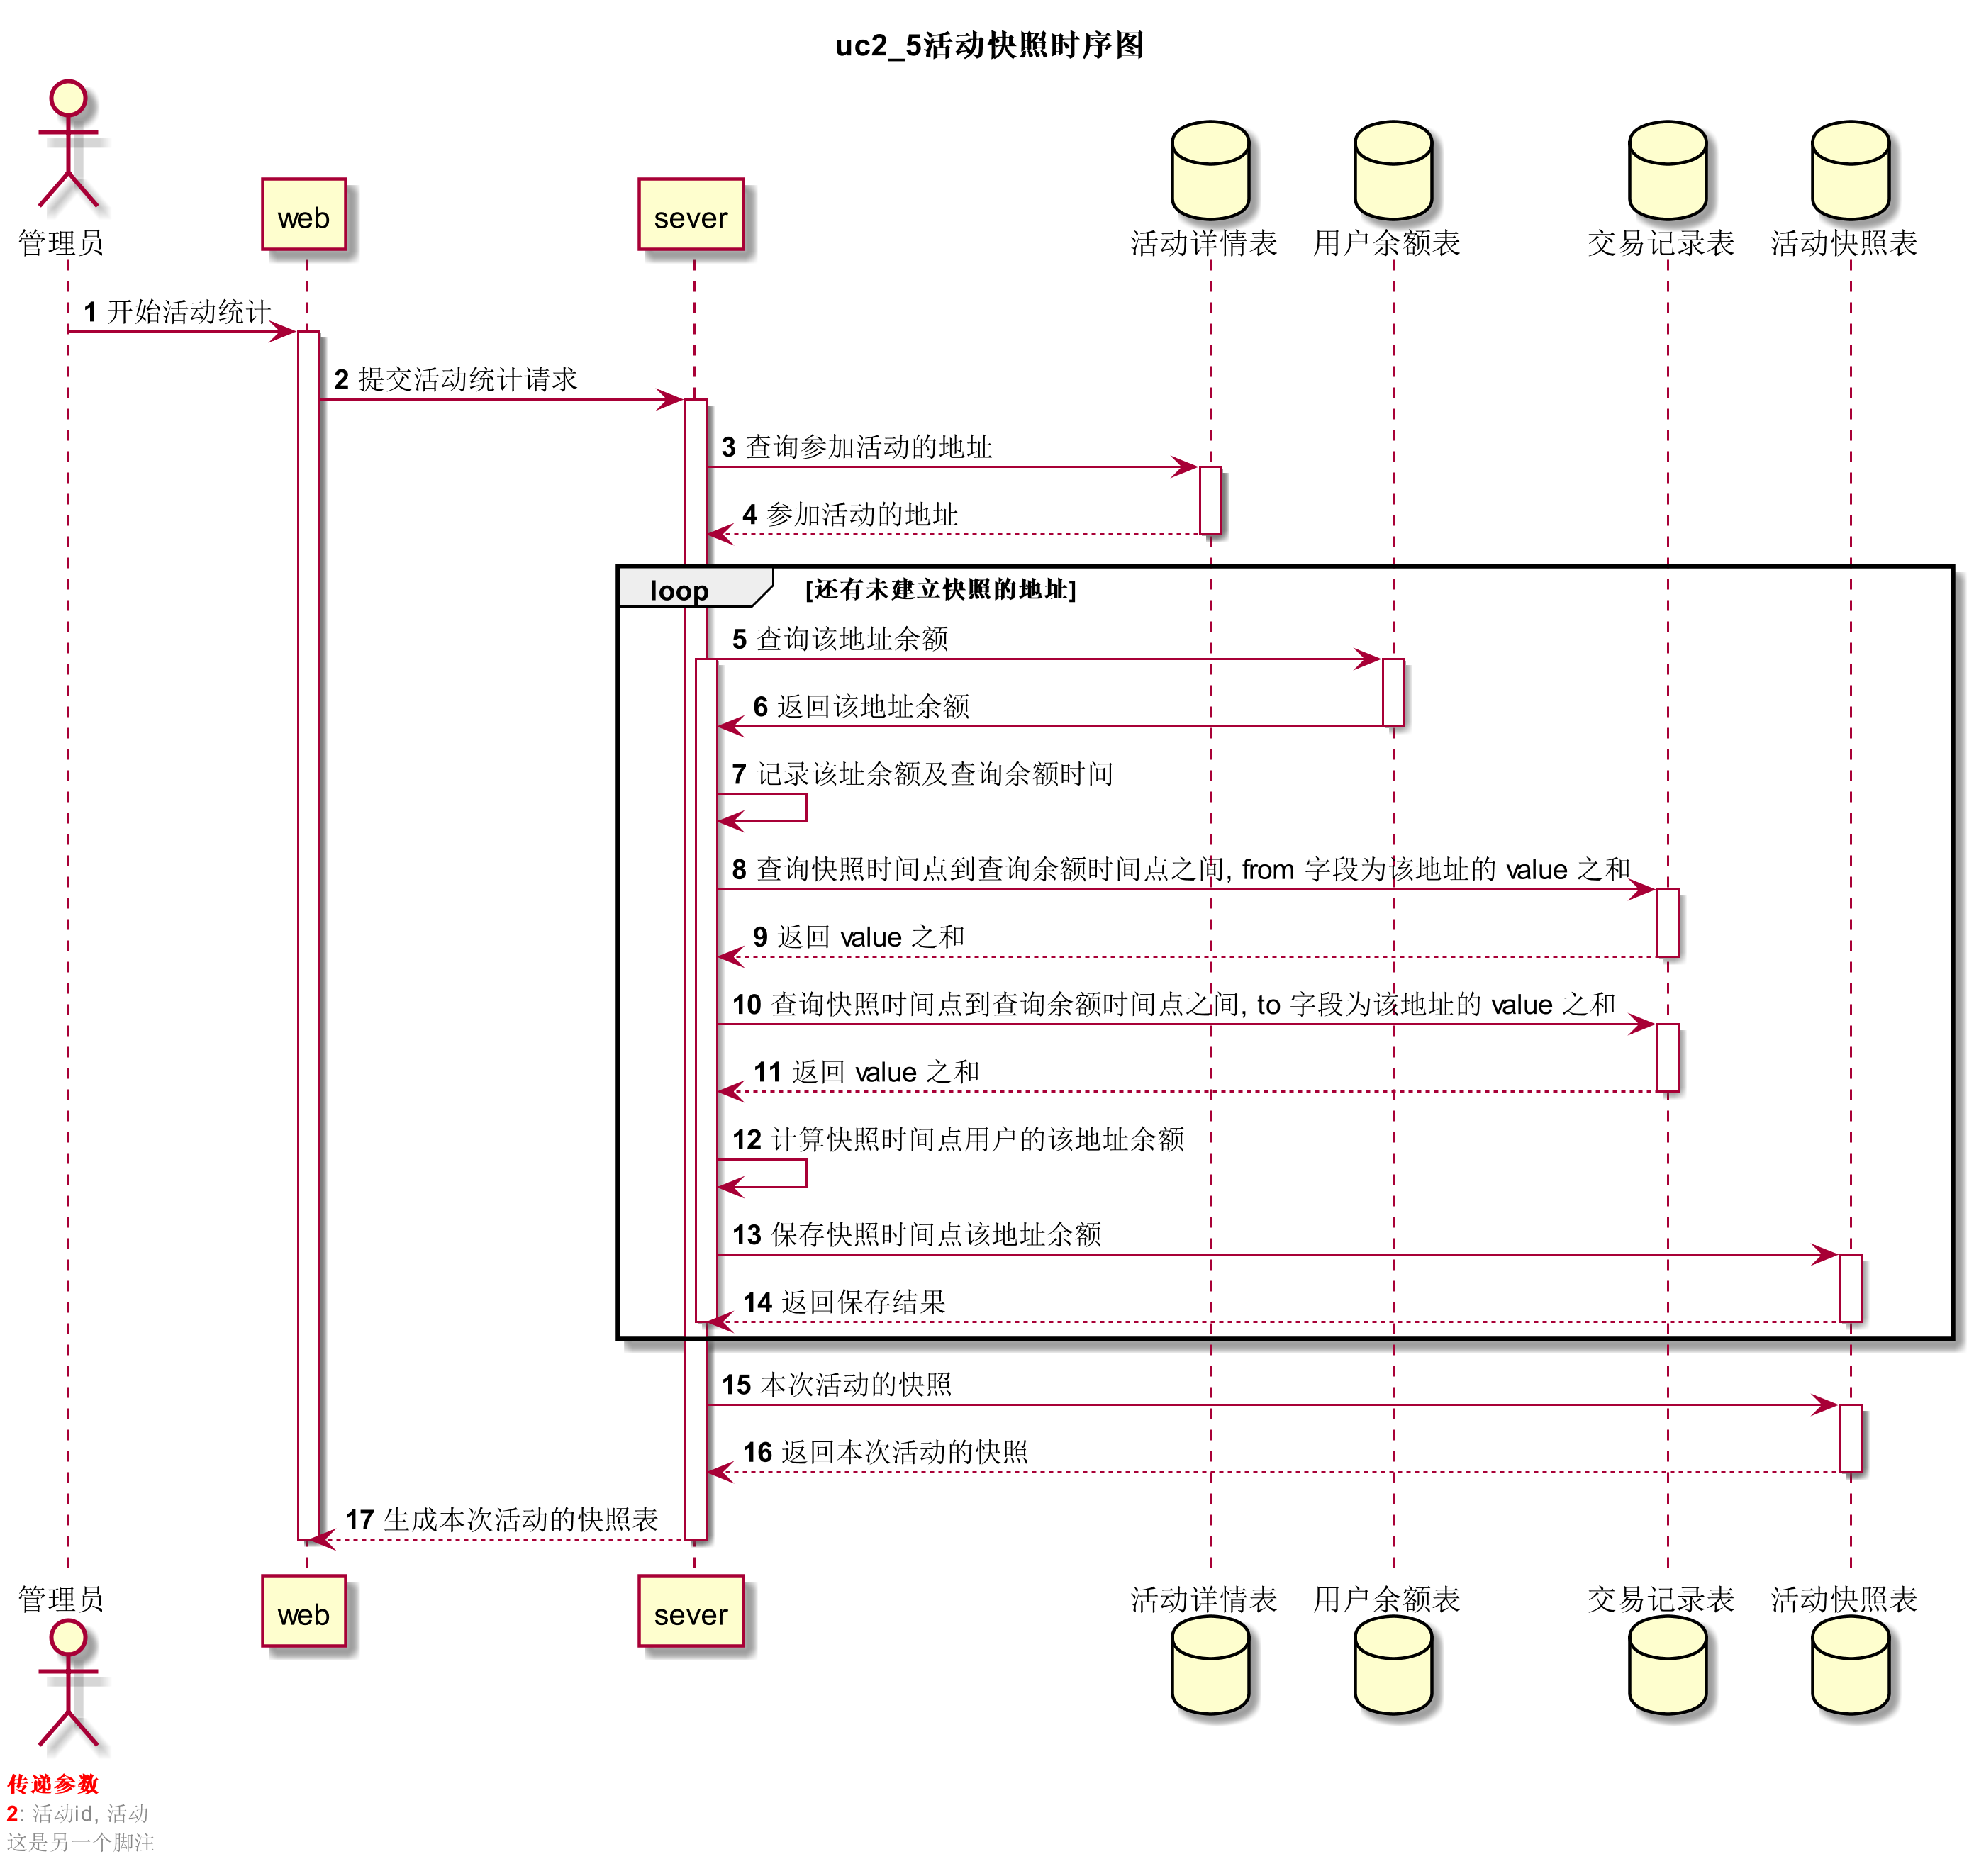 uc2_5活动快照时序图
管理员
web
sever
活动详情表
用户余额表
交易记录表
活动快照表
1 开始活动统计
2 提交活动统计请求
3 查询参加活动的地址
4 参加活动的地址
loop [还有未建立快照的地址]
5 查询该地址余额
6 返回该地址余额
7 记录该址余额及查询余额时间
8 查询快照时间点到查询余额时间点之间, from 字段为该地址的 value 之和
9 返回 value 之和
10 查询快照时间点到查询余额时间点之间, to 字段为该地址的 value 之和
11 返回 value 之和
12 计算快照时间点用户的该地址余额
13 保存快照时间点该地址余额
14 返回保存结果
15 本次活动的快照
16 返回本次活动的快照
17 生成本次活动的快照表
管理员
web
sever
活动详情表
用户余额表
交易记录表
活动快照表
传递参数
2: 活动id, 活动
这是另一个脚注